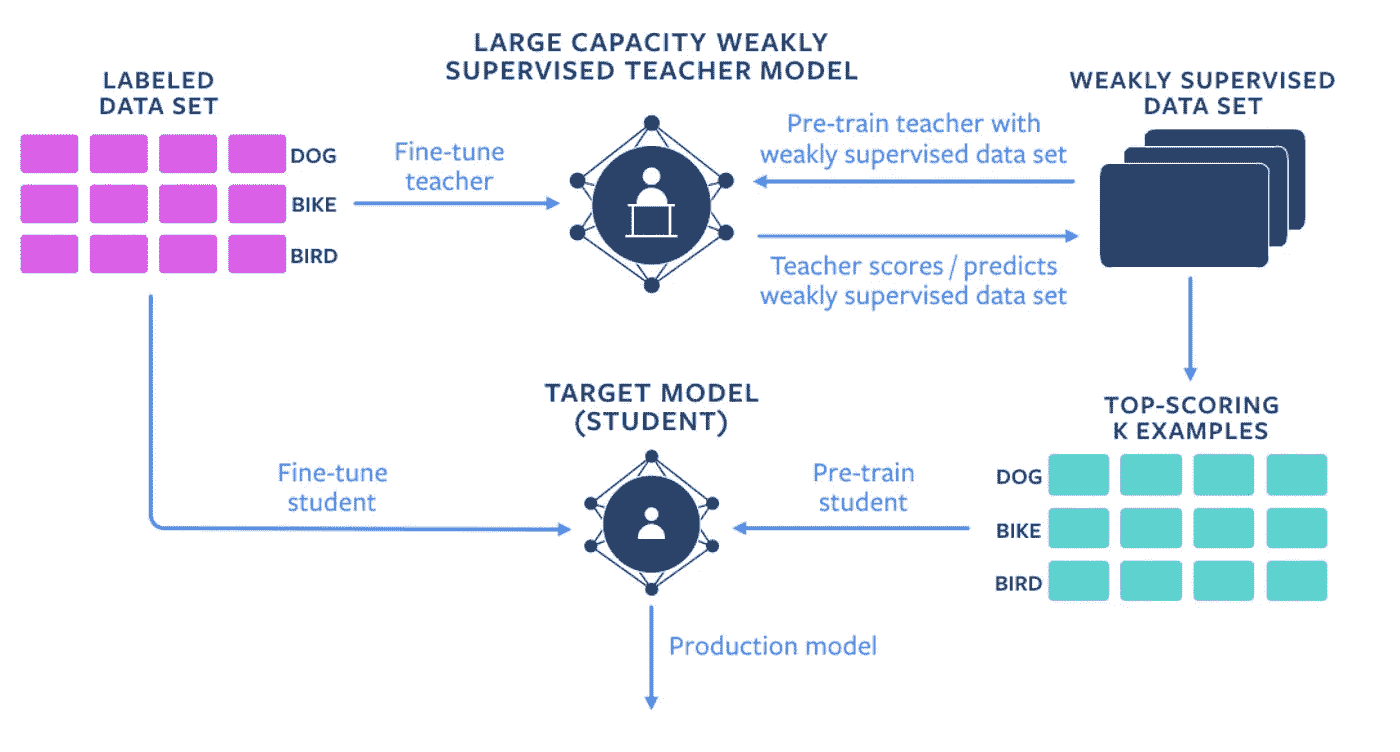 LARGE CAPACITY WEAKLY
SUPERVISED TEACHER MODEL
LABELED
DATA SET
DOG
BIKE
BIRD
Fine-tune
teacher
Pre-train teacher with
weakly supervised data set
WEAKLY SUPERVISED
DATA SET
Teacher scores / predicts
weakly supervised data set
TARGET MODEL
(STUDENT)
TOP-SCORING
K EXAMPLES
Fine-tune
student
Pre-train
student
DOG
BIKE
BIRD
Production model